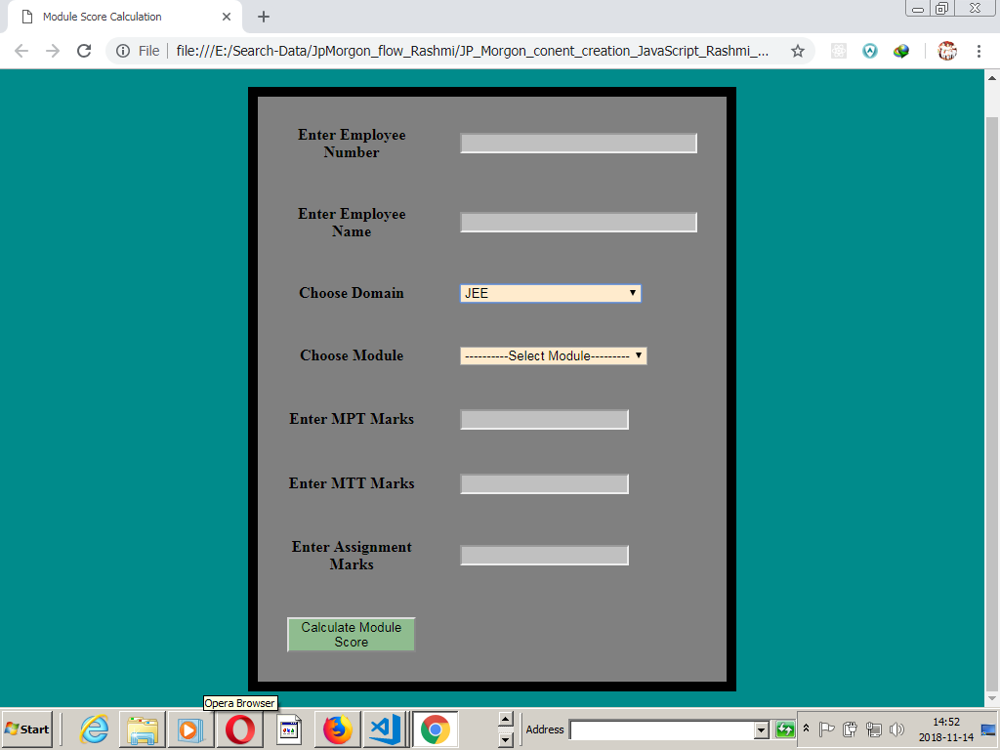 Module Score Calculation
File
file:///E:/Search-Data/JpMorgon_flow_Rashmi/JP_Morgon_conent_creation_JavaScript_Rashmi_...
Enter Employee
Number
Enter Employee
Name
Choose Domain
JEE
Choose Module
----------Select Module---------
Enter MPT Marks
Enter MTT Marks
Enter Assignment
Marks
Calculate Module
Score
Opera Browser
Start
Address
14:52
2018-11-14